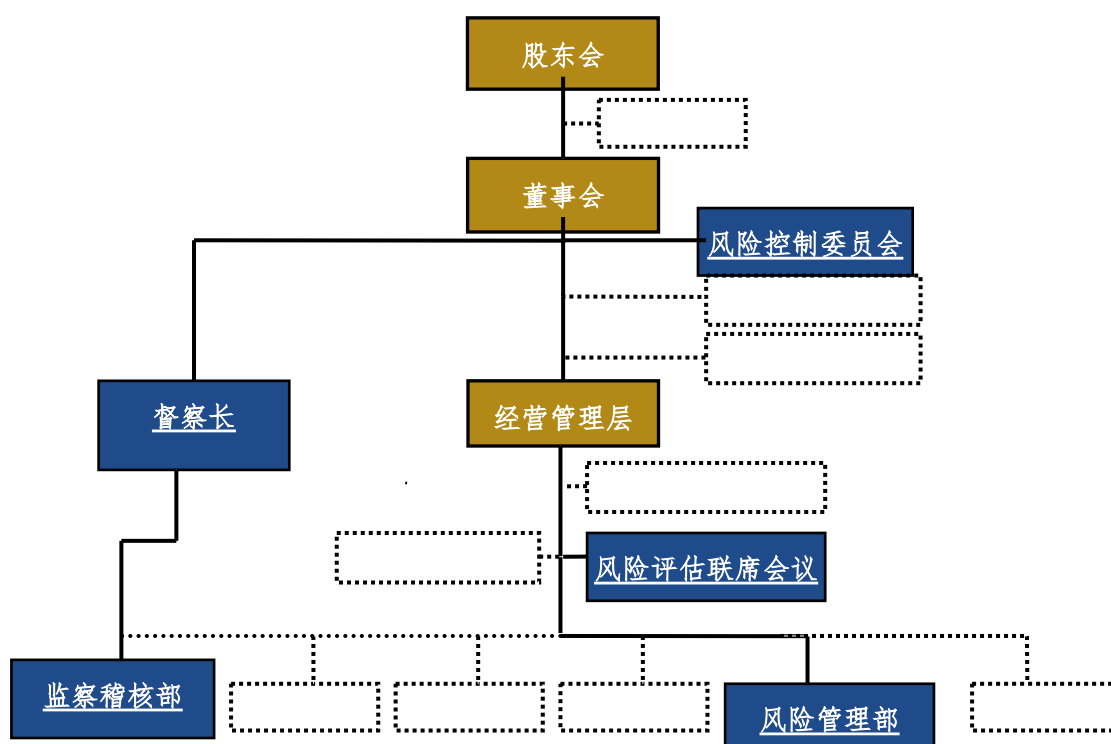 股东会
董事会
风险控制委员会
督察长
经营管理层
风险评估联席会议
监察稽核部
风险管理部